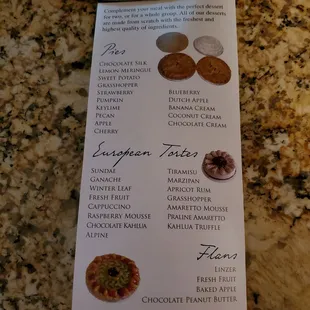 Complement your meal with the perfect dessert
for two, or for a whole group. All of our desserts
are made from scratch with the freshest and
highest quality of ingredients.
Pies
Chocolate Silk
Lemon Meringue
Sweet Potato
Grasshopper
Strawberry
Pumpkin
Keylime
Pecan
Apple
Cherry
Blueberry
Dutch Apple
Banana Cream
Coconut Cream
Chocolate Cream
European Tortes
Sundae
Ganache
Winter Leaf
Fresh Fruit
Cappuccino
Raspberry Mousse
Chocolate Kahlua
Alpine
Tiramisu
Marzipan
Apricot Rum
Grasshopper
Amaretto Mousse
Praline Amaretto
Kahlua Truffle
Flans
Linzer
Fresh Fruit
Baked Apple
Chocolate Peanut Butter